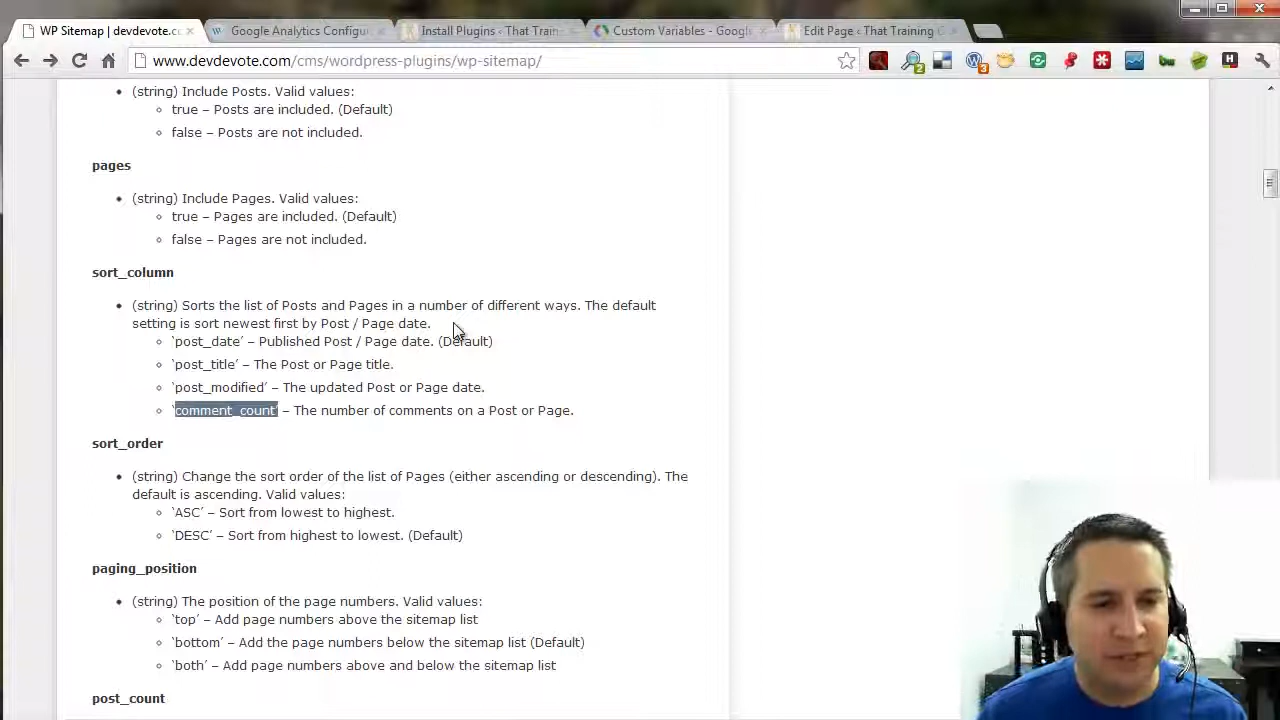 WP Sitemap | devdevote.co
Google Analytics Configu
Install Plugins ‹ That Train
Custom Variables - Google
Edit Page ‹ That Training C
www.devdevote.com/cms/wordpress-plugins/wp-sitemap/
2
3
(string) Include Posts. Valid values:
true – Posts are included. (Default)
false – Posts are not included.
pages
(string) Include Pages. Valid values:
true – Pages are included. (Default)
false – Pages are not included.
sort_column
(string) Sorts the list of Posts and Pages in a number of different ways. The default
setting is sort newest first by Post / Page date.
‘post_date’ – Published Post / Page date. (Default)
‘post_title’ – The Post or Page title.
‘post_modified’ – The updated Post or Page date.
‘comment_count’ – The number of comments on a Post or Page.
sort_order
(string) Change the sort order of the list of Pages (either ascending or descending). The
default is ascending. Valid values:
‘ASC’ – Sort from lowest to highest.
‘DESC’ – Sort from highest to lowest. (Default)
paging_position
(string) The position of the page numbers. Valid values:
‘top’ – Add page numbers above the sitemap list
‘bottom’ – Add the page numbers below the sitemap list (Default)
‘both’ – Add page numbers above and below the sitemap list
post_count